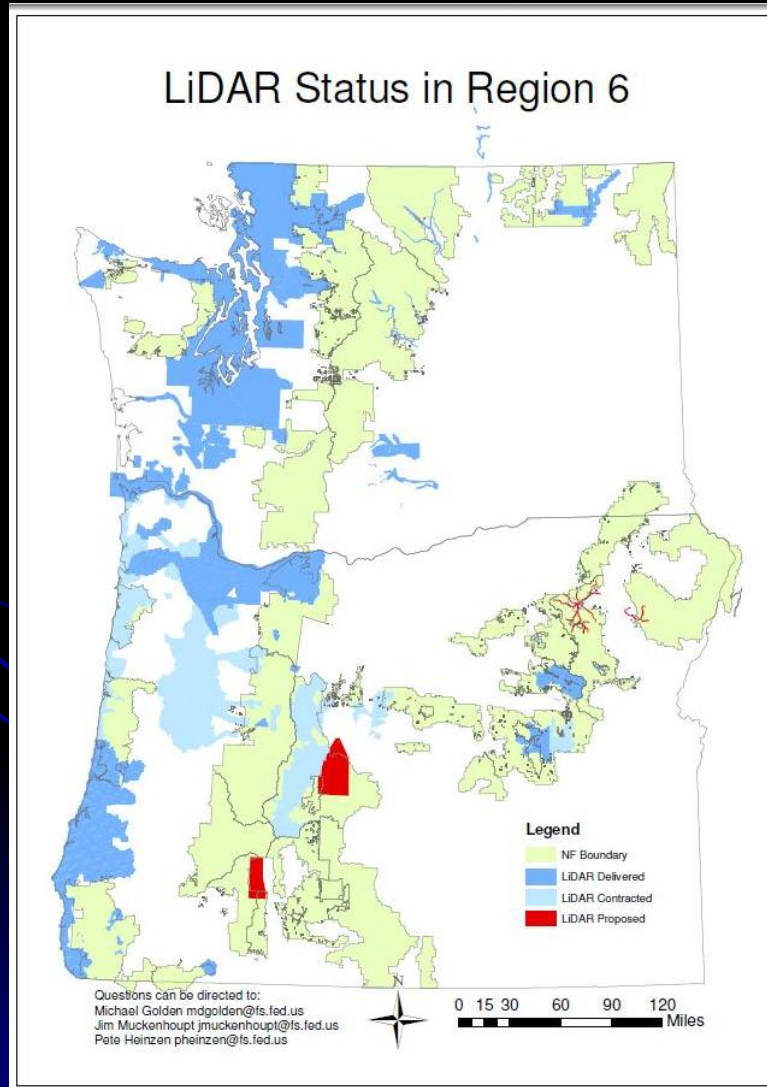 LiDAR Status in Region 6
Legend
NF Boundary
LiDAR Delivered
LiDAR Contracted
LiDAR Proposed
Questions can be directed to:
Michael Golden mdgolden@fs.fed.us
Jim Muckenhoupt jmuckenhoupt@fs.fed.us
Pete Heinzen pheinzen@fs.fed.us
N
0 15 30 60 90 120
Miles